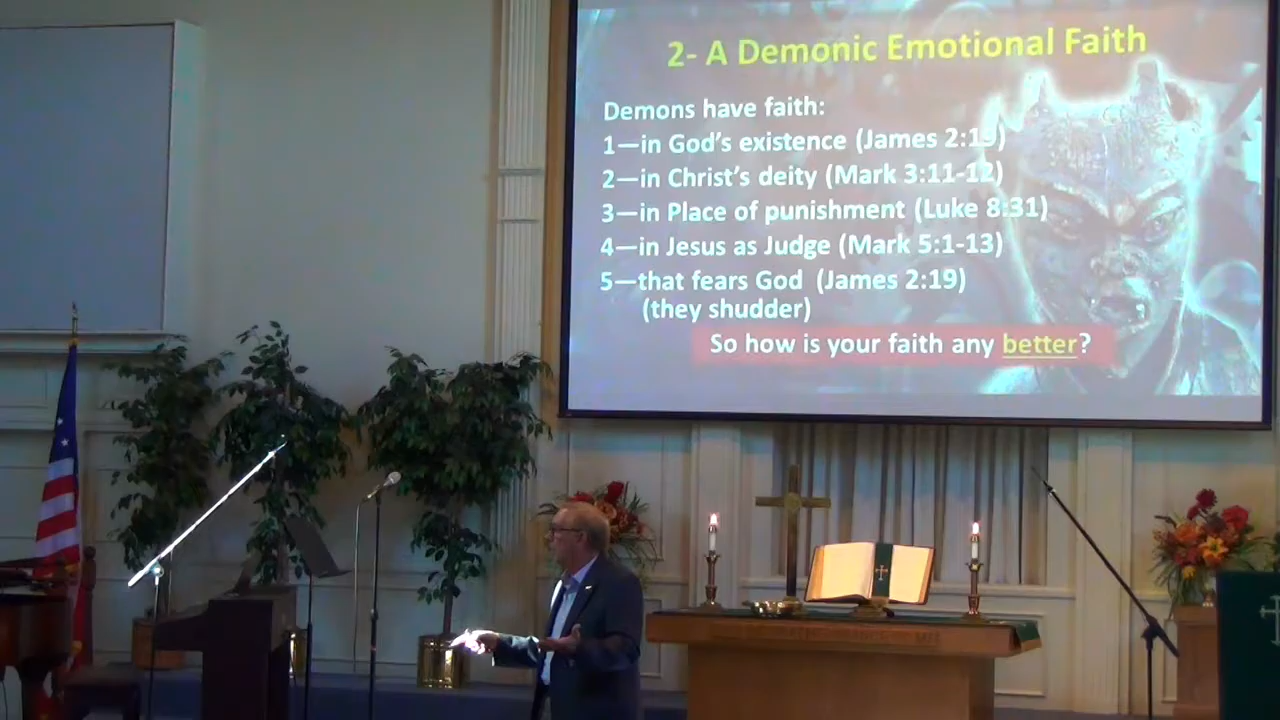 2- A Demonic Emotional Faith
Demons have faith:
1—in God's existence (James 2:19)
2—in Christ's deity (Mark 3:11-12)
3—in Place of punishment (Luke 8:31)
4—in Jesus as Judge (Mark 5:1-13)
5—that fears God (James 2:19)
(they shudder)
So how is your faith any better?